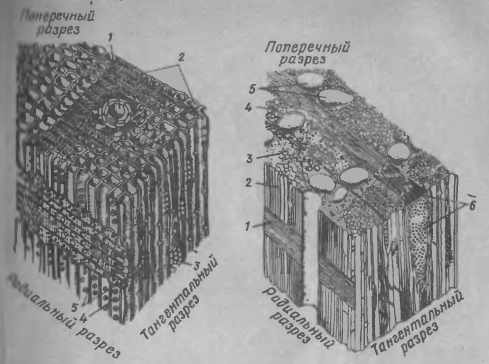 Поперечный
разрез
1
2
3
5
4
Радиальный разрез
Тангентальный
разрез
Поперечный
разрез
5
4
3
2
1
6
Радиальный
разрез
Тангентальный
разрез